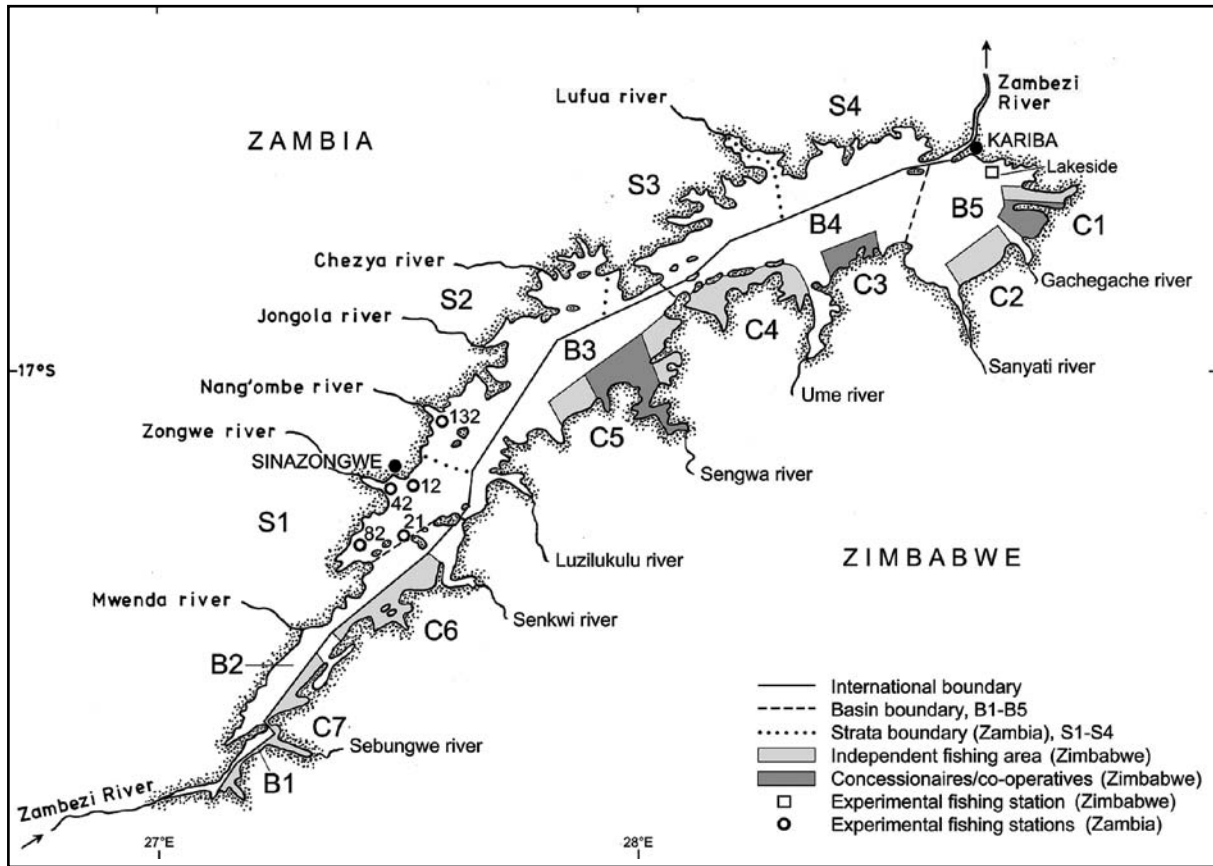 Zambezi
River
Lufua river
S4
ZAMBIA
KARIBA
Lakeside
S3
B5
C1
B4
Chezya river
S2
C3
Gachegache river
C2
Jongola river
C4
B3
Sanyati river
17°S
Nang'ombe river
Ume river
132
C5
Zongwe river
SINAZONGWE
Sengwa river
12
42
S1
21
82
Luzilukulu river
ZIMBABWE
Mwenda river
Senkwi river
C6
B2
C7
Sebungwe river
B1
Zambezi River
27°E
28°E
International boundary
Basin boundary, B1-B5
Strata boundary (Zambia), S1-S4
Independent fishing area (Zimbabwe)
Concessionaires/co-operatives (Zimbabwe)
Experimental fishing station (Zimbabwe)
Experimental fishing stations (Zambia)